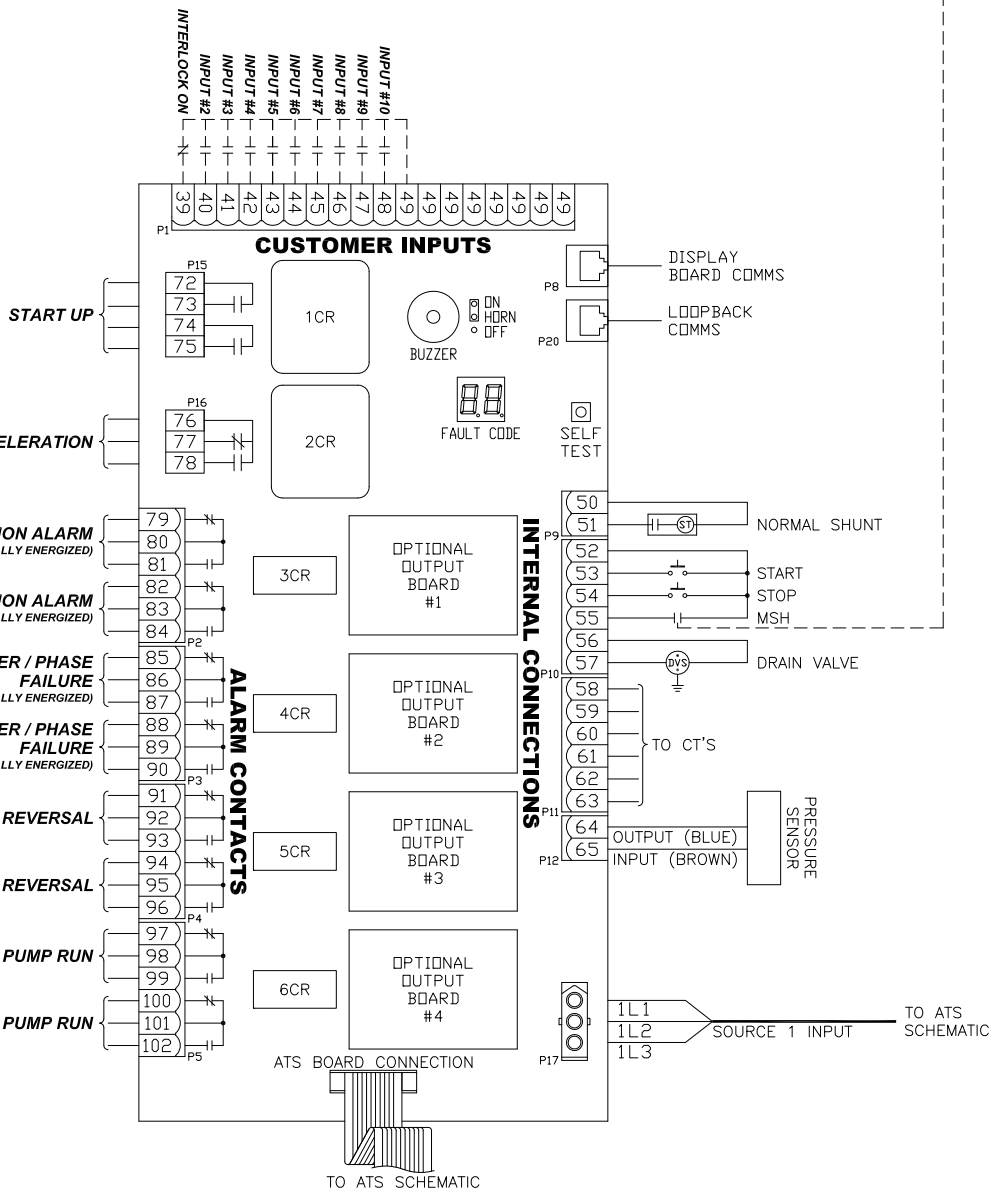 INTERLOCK ON
INPUT #2
INPUT #3
INPUT #4
INPUT #5
INPUT #6
INPUT #7
INPUT #8
INPUT #9
INPUT #10
39 40 41 42 43 44 45 46 47 48 49 49 49 49 49 49 49 49
P1
CUSTOMER INPUTS
P15
72
73
74
75
START UP
1CR
BUZZER
ON
HORN
OFF
P8
DISPLAY
BOARD COMMS
P20
LOOPBACK
COMMS
P16
76
77
78
ELERATION
2CR
FAULT CODE
SELF
TEST
79
80
81
ION ALARM
LLY ENERGIZED)
82
83
84
ION ALARM
LLY ENERGIZED)
P2
85
86
87
ER / PHASE
FAILURE
LLY ENERGIZED)
88
89
90
ER / PHASE
FAILURE
LLY ENERGIZED)
P3
91
92
93
REVERSAL
94
95
96
REVERSAL
P4
97
98
99
PUMP RUN
100
101
102
PUMP RUN
P5
ALARM CONTACTS
3CR
4CR
5CR
6CR
OPTIONAL
OUTPUT
BOARD
#1
OPTIONAL
OUTPUT
BOARD
#2
OPTIONAL
OUTPUT
BOARD
#3
OPTIONAL
OUTPUT
BOARD
#4
INTERNAL CONNECTIONS
50
51
P9
ST
NORMAL SHUNT
52
53
54
55
56
57
P10
START
STOP
MSH
DVS
DRAIN VALVE
58
59
60
61
62
63
P11
TO CT'S
64
65
P12
OUTPUT (BLUE)
INPUT (BROWN)
PRESSURE
SENSOR
P17
1L1
1L2
1L3
SOURCE 1 INPUT
TO ATS
SCHEMATIC
ATS BOARD CONNECTION
TO ATS SCHEMATIC